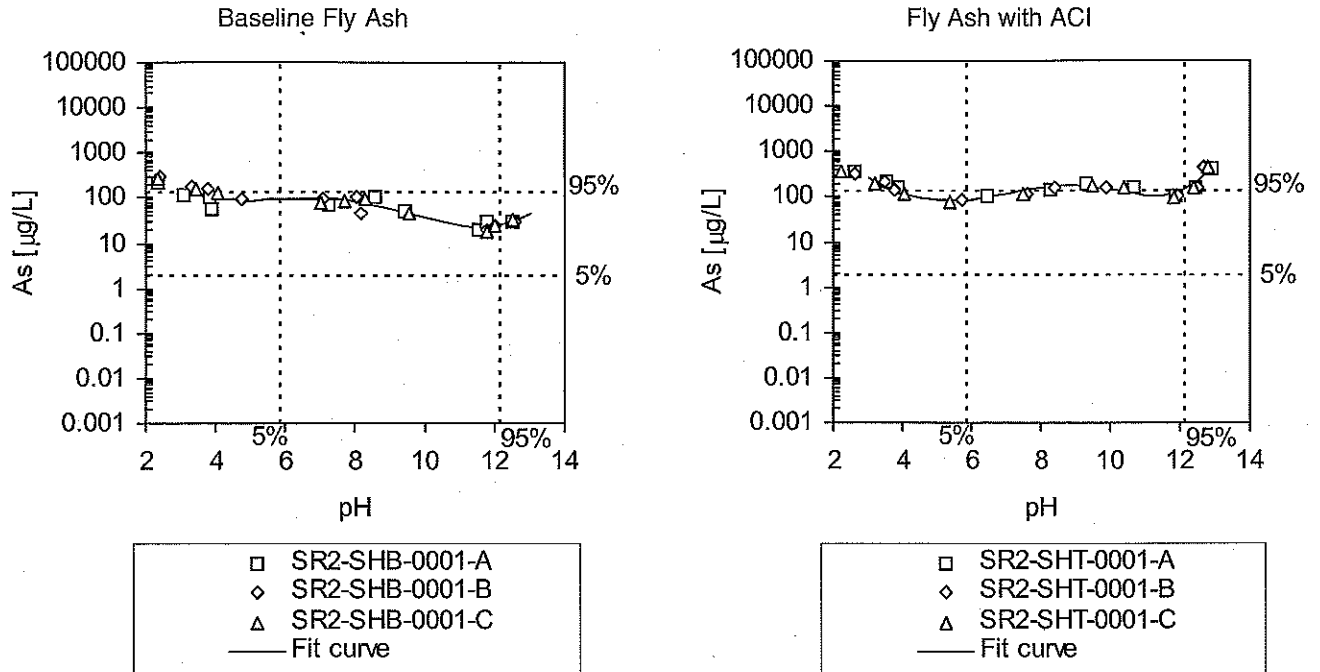 Baseline Fly Ash
100000
10000
1000
100
10
1
0.1
0.01
0.001
As [µg/L]
95%
5%
5%
95%
2
4
6
8
10
12
14
pH
SR2-SHB-0001-A
SR2-SHB-0001-B
SR2-SHB-0001-C
Fit curve
Fly Ash with ACI
100000
10000
1000
100
10
1
0.1
0.01
0.001
As [µg/L]
95%
5%
5%
95%
2
4
6
8
10
12
14
pH
SR2-SHT-0001-A
SR2-SHT-0001-B
SR2-SHT-0001-C
Fit curve